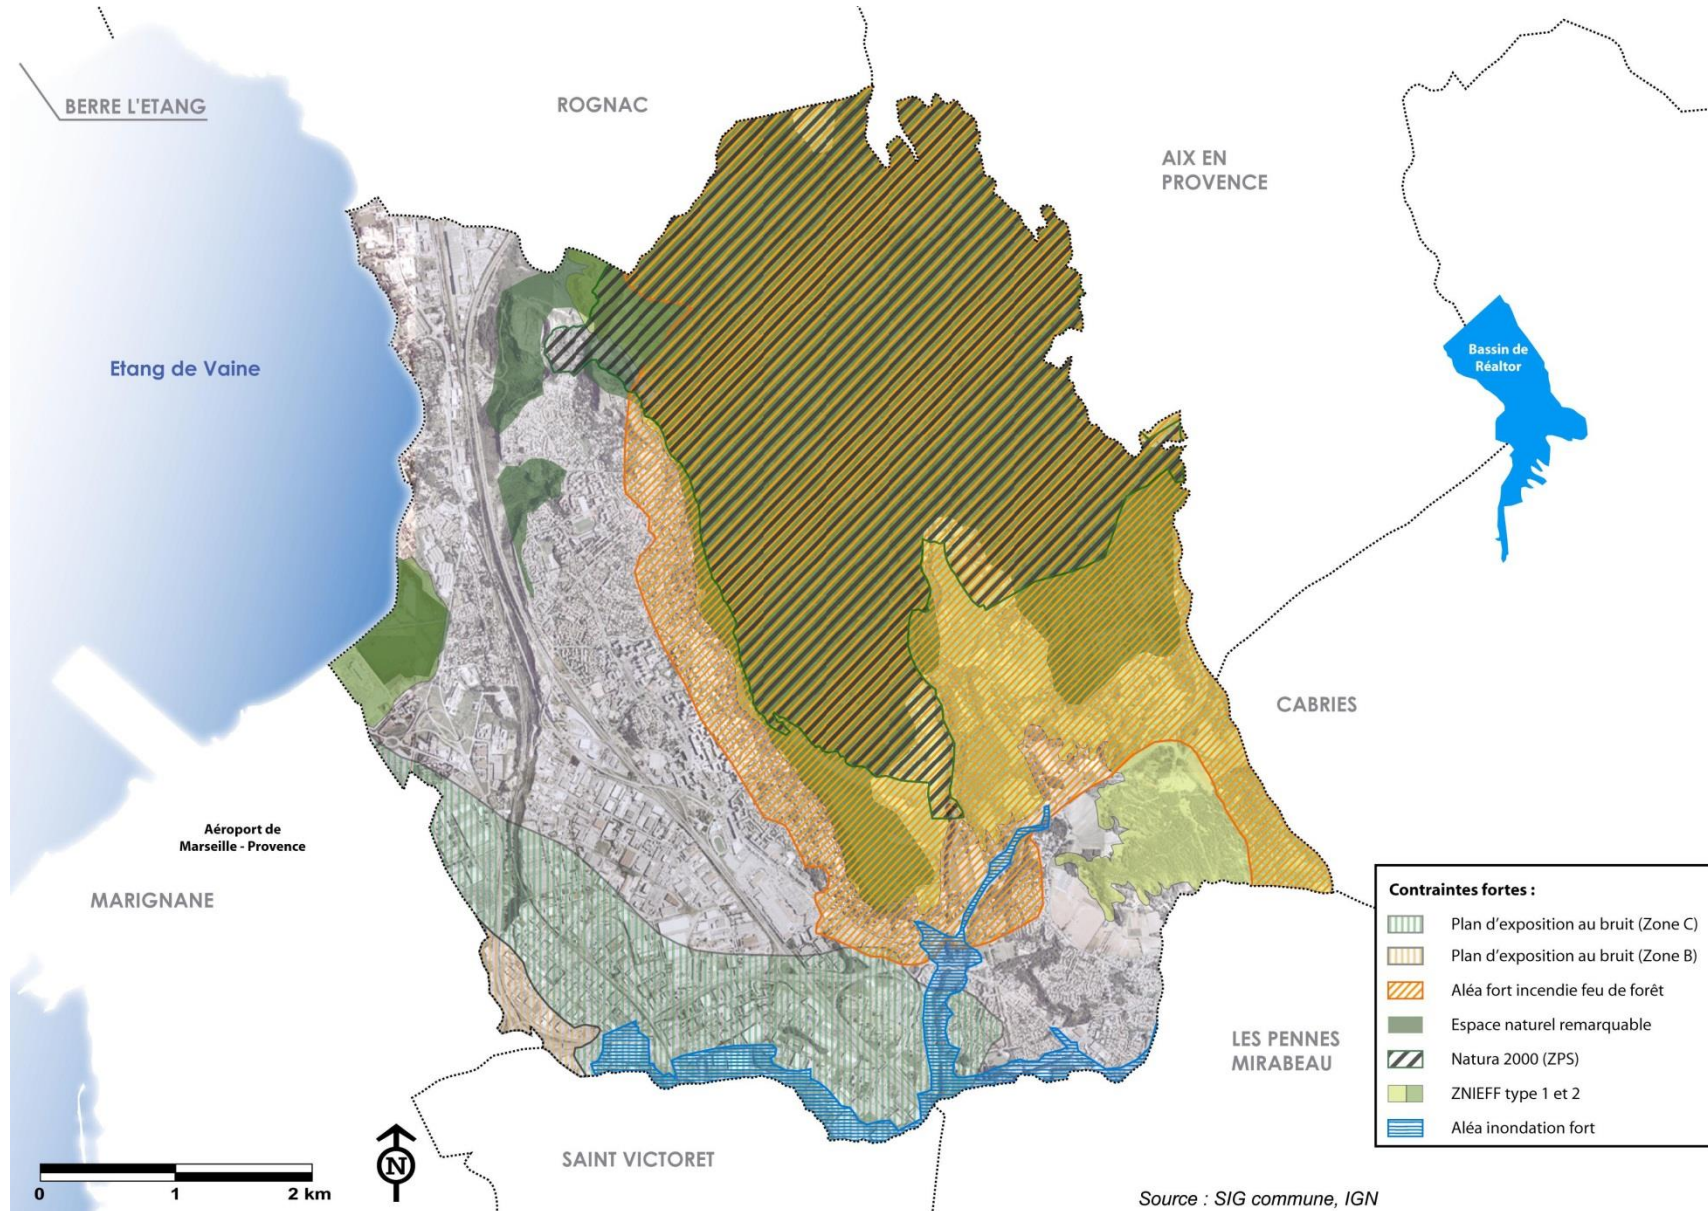 BERRE L'ETANG
ROGNAC
AIX EN
PROVENCE
Etang de Vaine
Bassin de
Réaltor
CABRIES
Aéroport de
Marseille - Provence
MARIGNANE
LES PENNES
MIRABEAU
SAINT VICTORET
Contraintes fortes :
Plan d'exposition au bruit (Zone C)
Plan d'exposition au bruit (Zone B)
Aléa fort incendie feu de forêt
Espace naturel remarquable
Natura 2000 (ZPS)
ZNIEFF type 1 et 2
Aléa inondation fort
0 1 2 km
N
Source : SIG commune, IGN